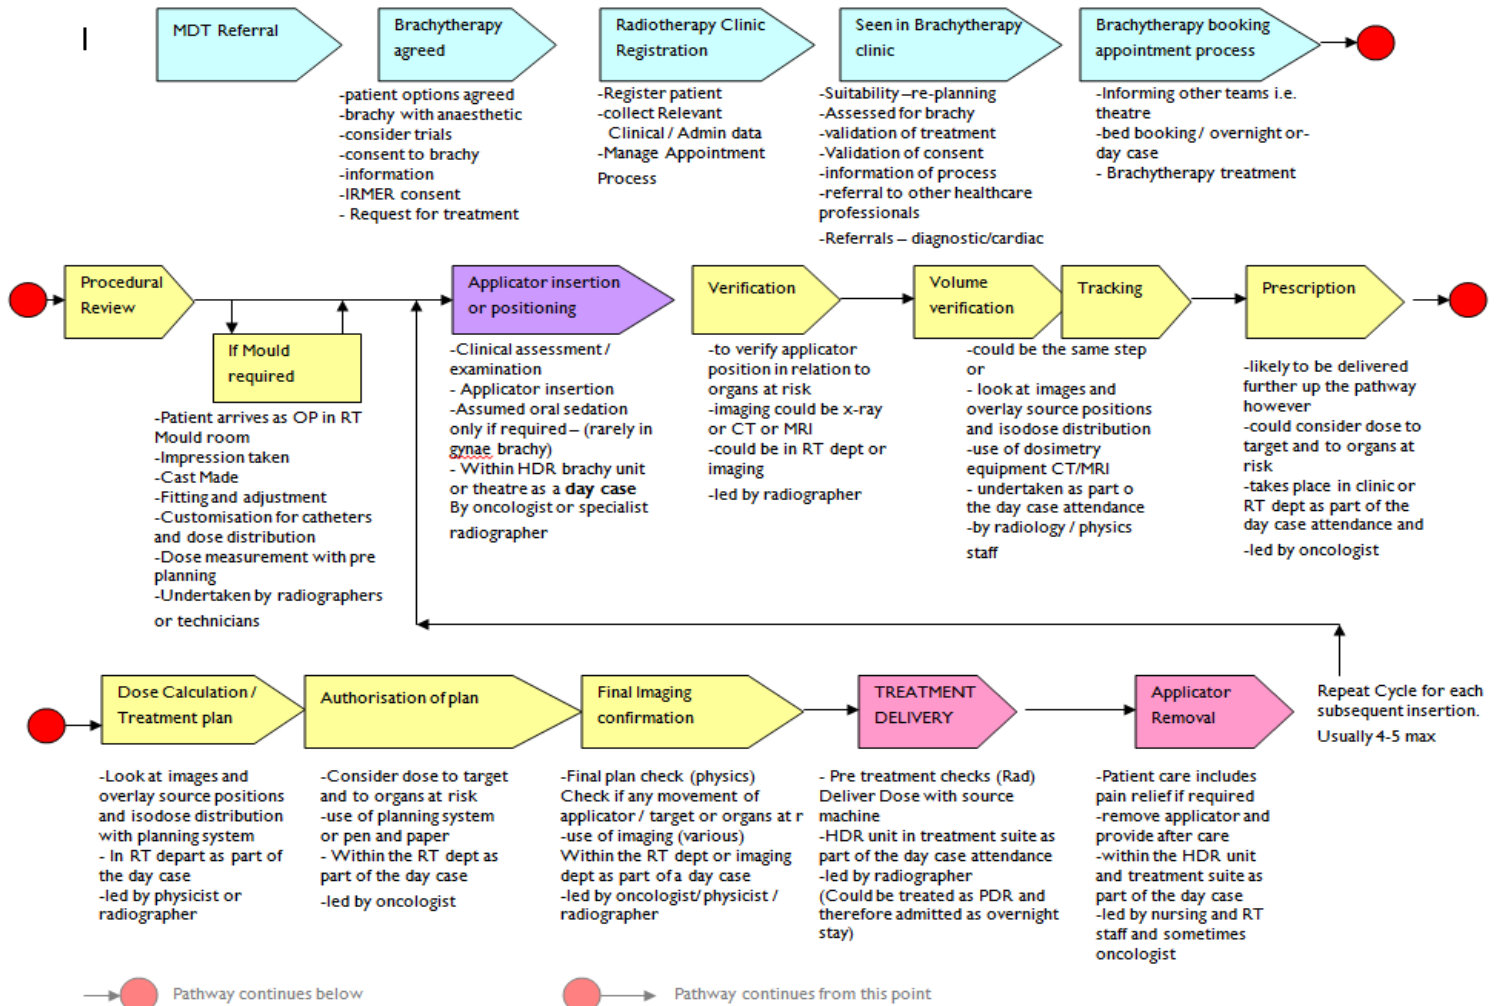 MDT Referral
Brachytherapy
agreed
-patient options agreed
-brachy with anaesthetic
-consider trials
-consent to brachy
-information
-IRMER consent
- Request for treatment
Radiotherapy Clinic
Registration
-Register patient
-collect Relevant
Clinical / Admin data
-Manage Appointment
Process
Seen in Brachytherapy
clinic
-Suitability –re-planning
-Assessed for brachy
-validation of treatment
-Validation of consent
-information of process
-referral to other healthcare
professionals
-Referrals – diagnostic/cardiac
Brachytherapy booking
appointment process
-Informing other teams i.e.
theatre
-bed booking / overnight or-
day case
- Brachytherapy treatment
Procedural
Review
If Mould
required
-Patient arrives as OP in RT
Mould room
-Impression taken
-Cast Made
-Fitting and adjustment
-Customisation for catheters
and dose distribution
-Dose measurement with pre
planning
-Undertaken by radiographers
or technicians
Applicator insertion
or positioning
-Clinical assessment /
examination
- Applicator insertion
-Assumed oral sedation
only if required – (rarely in
gynae brachy)
- Within HDR brachy unit
or theatre as a day case
By oncologist or specialist
radiographer
Verification
-to verify applicator
position in relation to
organs at risk
-imaging could be x-ray
or CT or MRI
-could be in RT dept or
imaging
-led by radiographer
Volume
verification
Tracking
-could be the same step
or
- look at images and
overlay source positions
and isodose distribution
-use of dosimetry
equipment CT/MRI
- undertaken as part o
the day case attendance
-by radiology / physics
staff
Prescription
-likely to be delivered
further up the pathway
however
-could consider dose to
target and to organs at
risk
-takes place in clinic or
RT dept as part of the
day case attendance and
-led by oncologist
Dose Calculation /
Treatment plan
-Look at images and
overlay source positions
and isodose distribution
with planning system
- In RT depart as part of
the day case
-led by physicist or
radiographer
Authorisation of plan
-Consider dose to target
and to organs at risk
-use of planning system
or pen and paper
- Within the RT dept as
part of the day case
-led by oncologist
Final Imaging
confirmation
-Final plan check (physics)
Check if any movement of
applicator / target or organs at r
-use of imaging (various)
Within the RT dept or imaging
dept as part of a day case
-led by oncologist/ physicist /
radiographer
TREATMENT
DELIVERY
- Pre treatment checks (Rad)
Deliver Dose with source
machine
-HDR unit in treatment suite as
part of the day case attendance
-led by radiographer
(Could be treated as PDR and
therefore admitted as overnight
stay)
Applicator
Removal
-Patient care includes
pain relief if required
-remove applicator and
provide after care
-within the HDR unit
and treatment suite as
part of the day case
-led by nursing and RT
staff and sometimes
oncologist
Repeat Cycle for each
subsequent insertion.
Usually 4-5 max
Pathway continues below
Pathway continues from this point